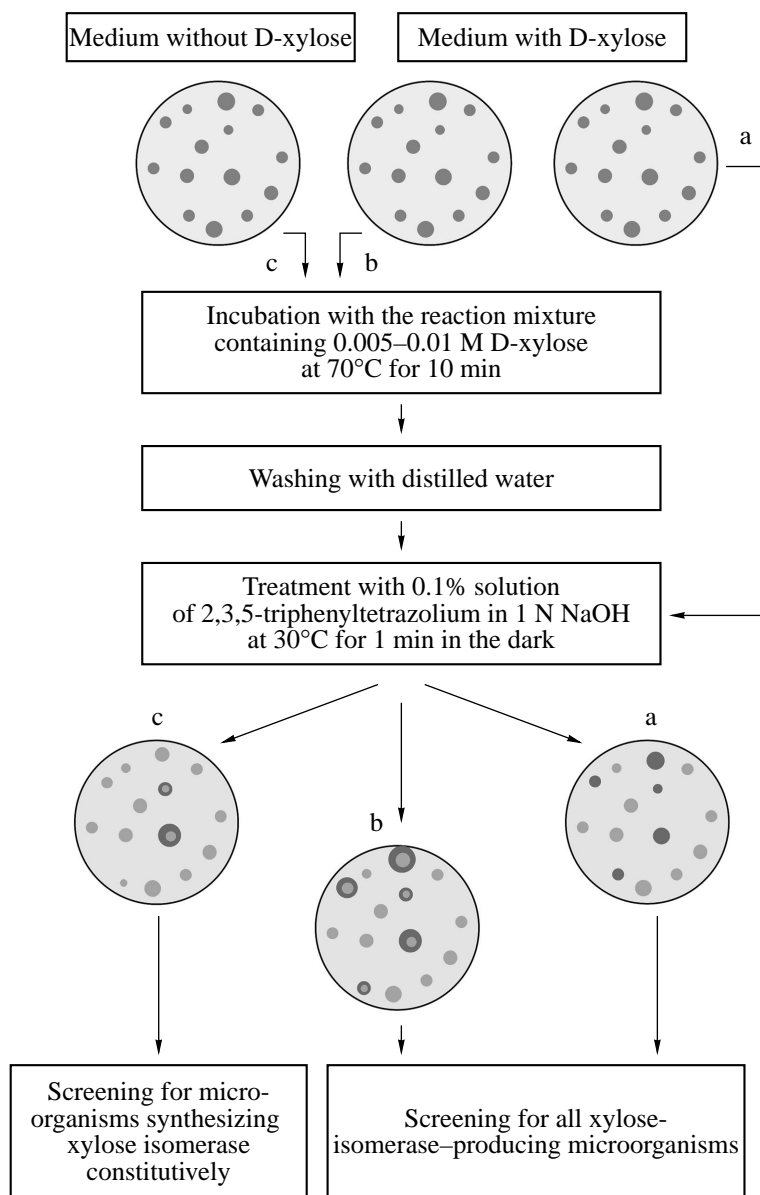 Medium without D-xylose
Medium with D-xylose
a
c
b
Incubation with the reaction mixture
containing 0.005–0.01 M D-xylose
at 70°C for 10 min
Washing with distilled water
Treatment with 0.1% solution
of 2,3,5-triphenyltetrazolium in 1 N NaOH
at 30°C for 1 min in the dark
c
a
b
Screening for micro-
organisms synthesizing
xylose isomerase
constitutively
Screening for all xylose-
isomerase–producing microorganisms